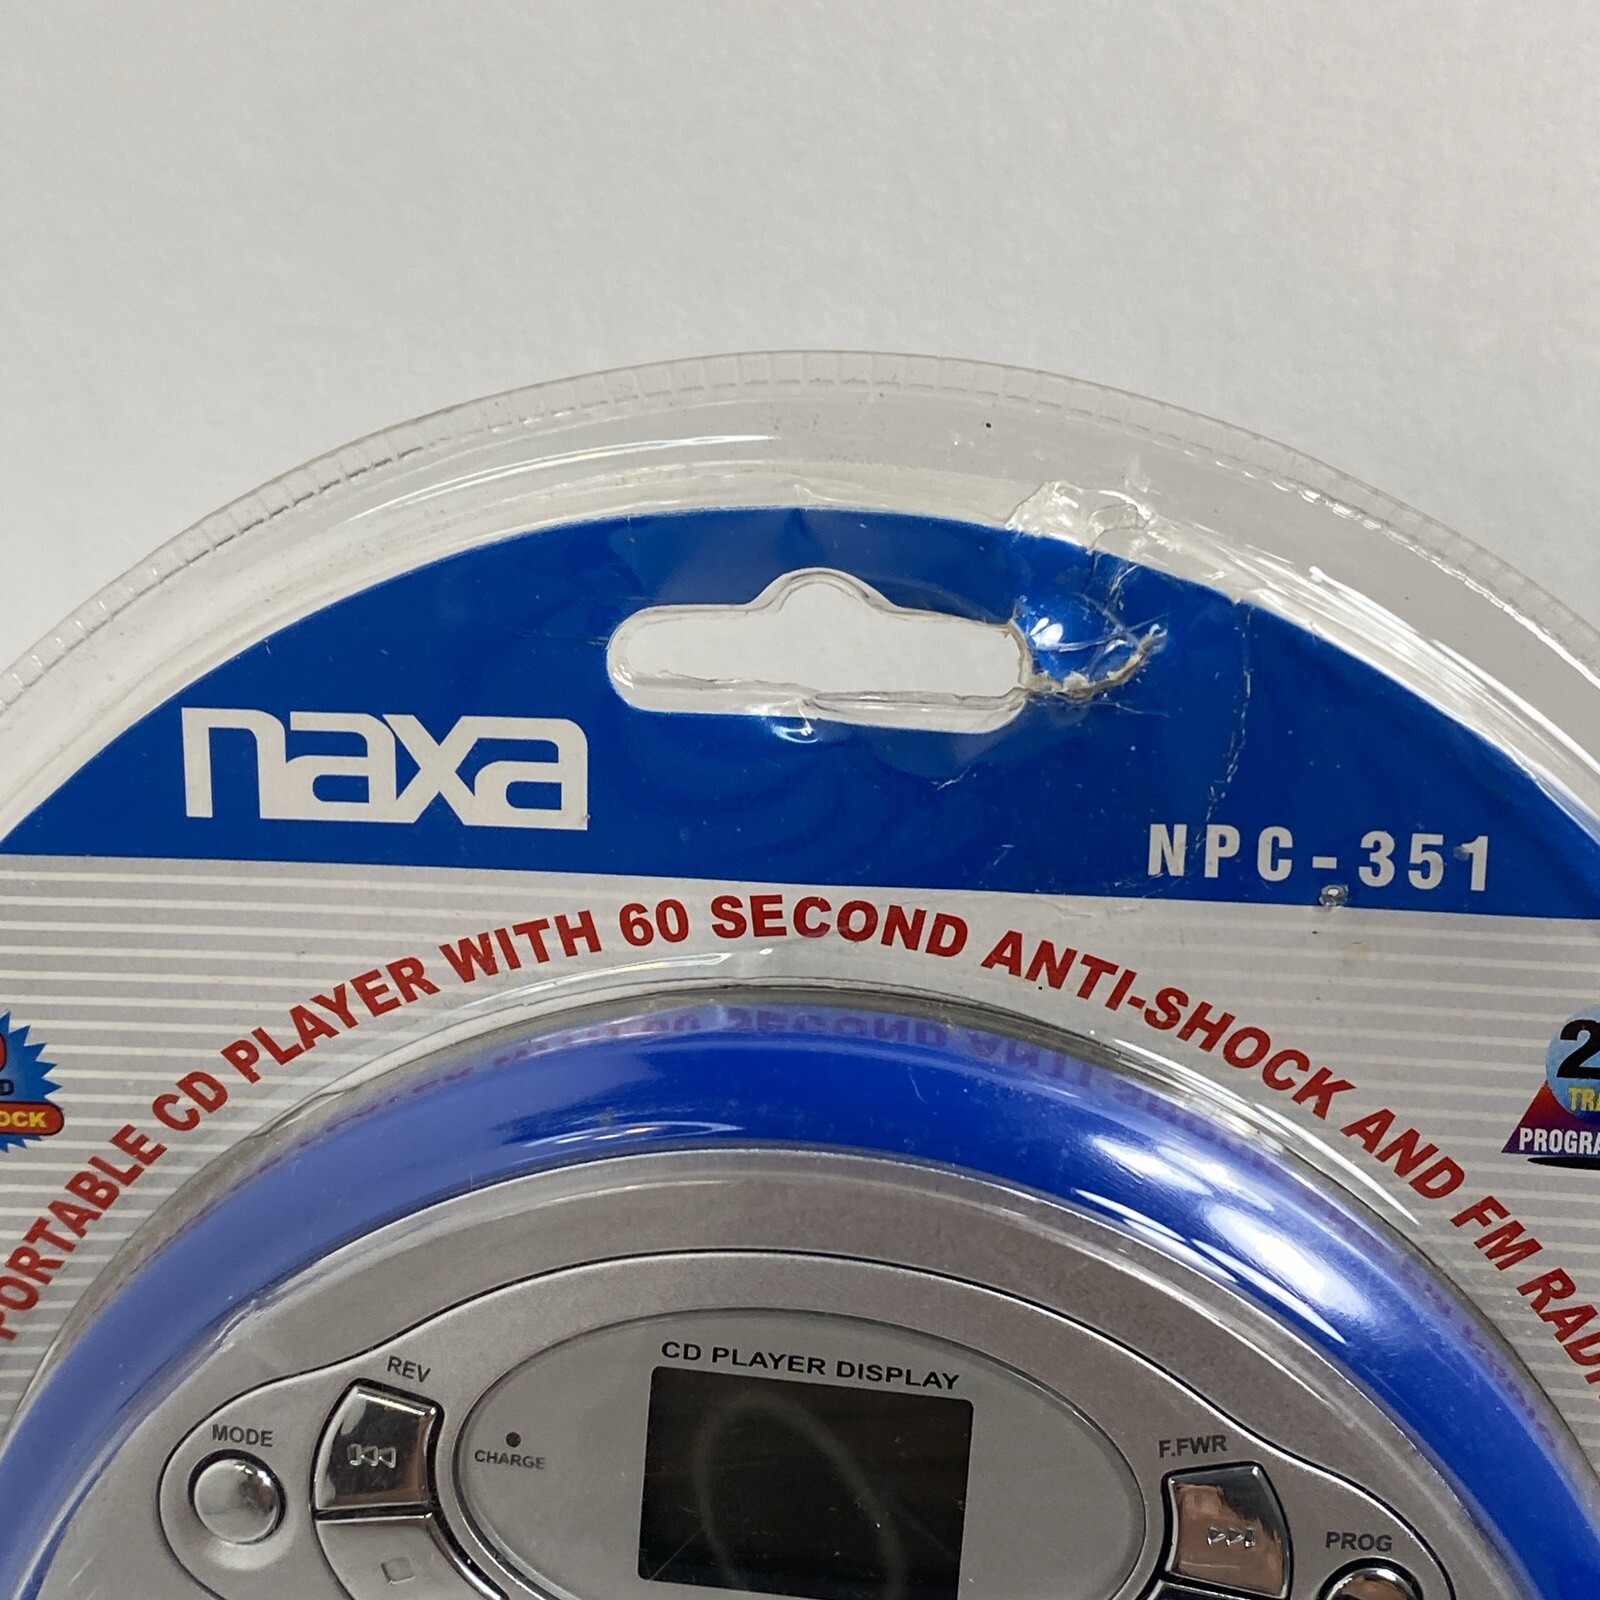 naxa
NPC-351
PORTABLE CD PLAYER WITH 60 SECOND ANTI-SHOCK AND FM RADIO
CD PLAYER DISPLAY
REV
MODE
CHARGE
F.FWR
PROG